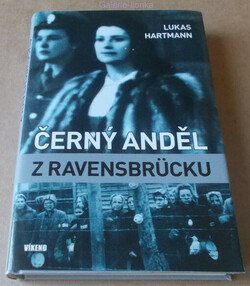 LUKAS
HARTMANN
ČERNÝ ANDĚL
Z RAVENSBRÜCKU
VÍKEND